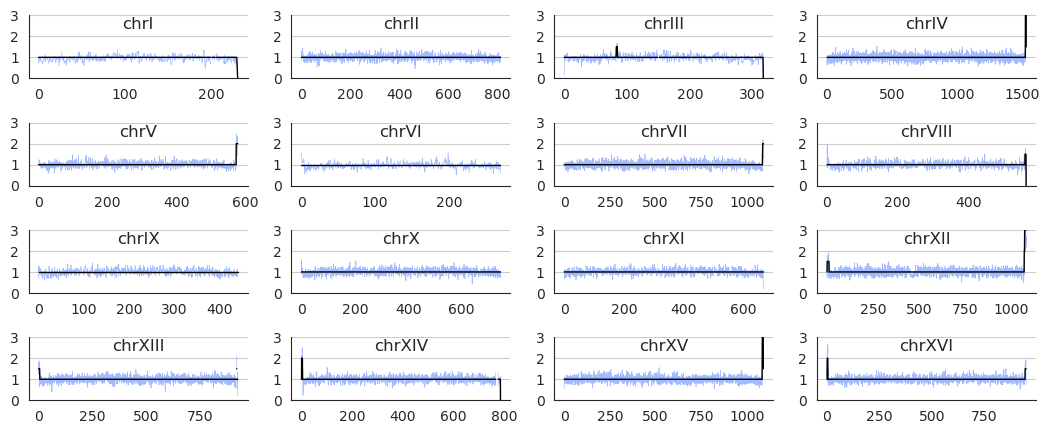 3 chrI
2
1
0
0 100 200
3 chrII
2
1
0
0 200 400 600 800
3 chrIII
2
1
0
0 100 200 300
3 chrIV
2
1
0
0 500 1000 1500
3 chrV
2
1
0
0 200 400 600
3 chrVI
2
1
0
0 100 200
3 chrVII
2
1
0
0 250 500 750 1000
3 chrVIII
2
1
0
0 200 400
3 chrIX
2
1
0
0 100 200 300 400
3 chrX
2
1
0
0 200 400 600
3 chrXI
2
1
0
0 200 400 600
3 chrXII
2
1
0
0 250 500 750 1000
3 chrXIII
2
1
0
0 250 500 750
3 chrXIV
2
1
0
0 200 400 600 800
3 chrXV
2
1
0
0 250 500 750 1000
3 chrXVI
2
1
0
0 250 500 750